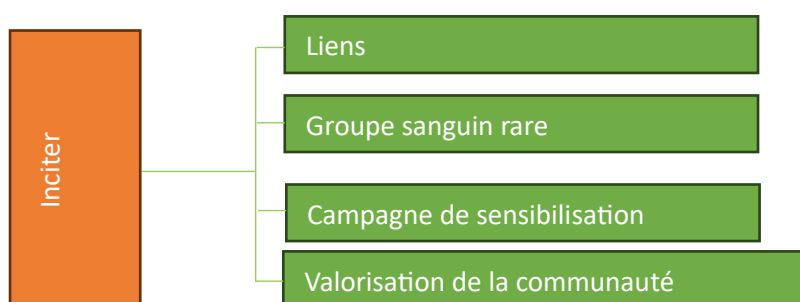 Inciter
Liens
Groupe sanguin rare
Campagne de sensibilisation
Valorisation de la communauté